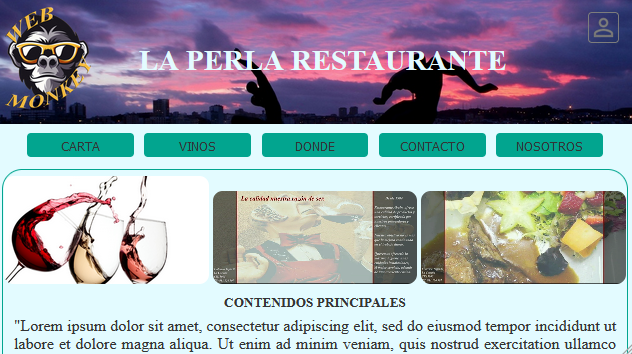 WEB
MONKEY
LA PERLA RESTAURANTE
CARTA
VINOS
DONDE
CONTACTO
NOSOTROS
La calidad nuestra razón de ser.
CONTENIDOS PRINCIPALES
"Lorem ipsum dolor sit amet, consectetur adipiscing elit, sed do eiusmod tempor incididunt ut
labore et dolore magna aliqua. Ut enim ad minim veniam, quis nostrud exercitation ullamco